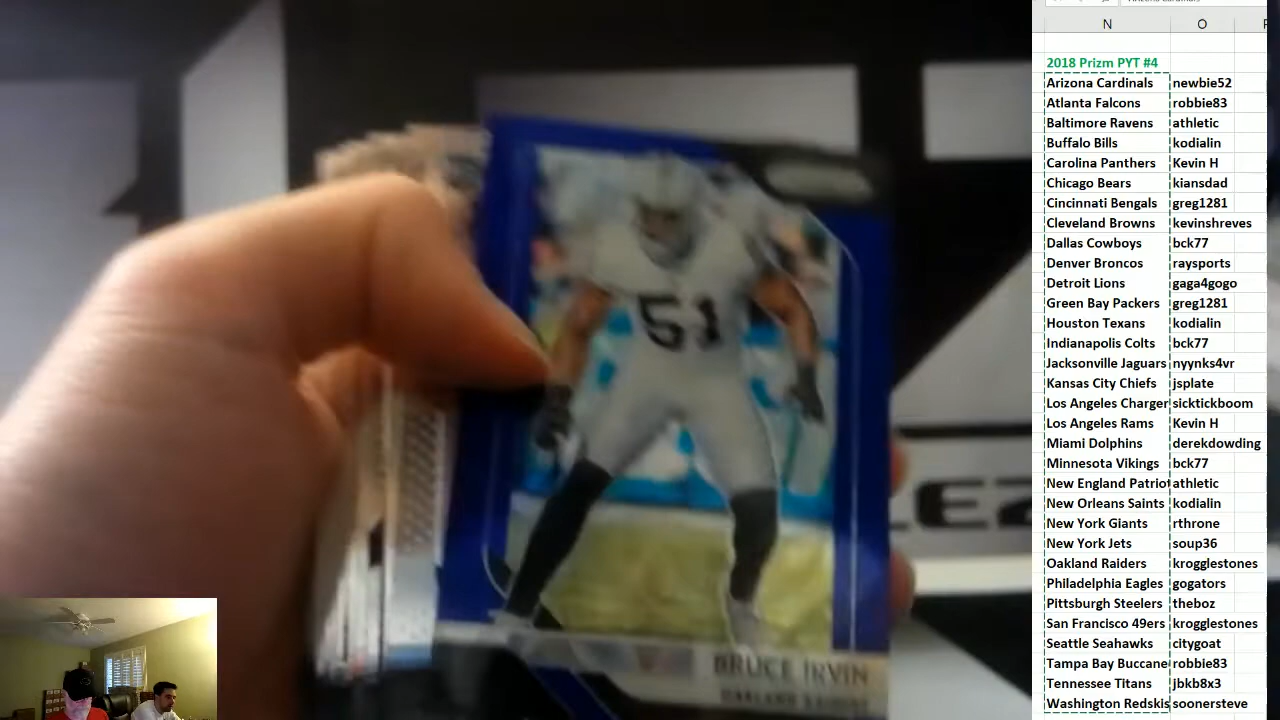 N O
2018 Prizm PYT #4
Arizona Cardinals newbie52
Atlanta Falcons robbie83
Baltimore Ravens athletic
Buffalo Bills kodialin
Carolina Panthers Kevin H
Chicago Bears kiansdad
Cincinnati Bengals greg1281
Cleveland Browns kevinshreves
Dallas Cowboys bck77
Denver Broncos raysports
Detroit Lions gaga4gogo
Green Bay Packers greg1281
Houston Texans kodialin
Indianapolis Colts bck77
Jacksonville Jaguars nyynks4vr
Kansas City Chiefs jsplate
Los Angeles Charger sicktickboom
Los Angeles Rams Kevin H
Miami Dolphins derekdowding
Minnesota Vikings bck77
New England Patriot athletic
New Orleans Saints kodialin
New York Giants rthrone
New York Jets soup36
Oakland Raiders krogglestones
Philadelphia Eagles gogators
Pittsburgh Steelers theboz
San Francisco 49ers krogglestones
Seattle Seahawks citygoat
Tampa Bay Buccane robbie83
Tennessee Titans jbkb8x3
Washington Redskis soonersteve
51
BRUCE IRVIN
OAKLAND RAIDERS